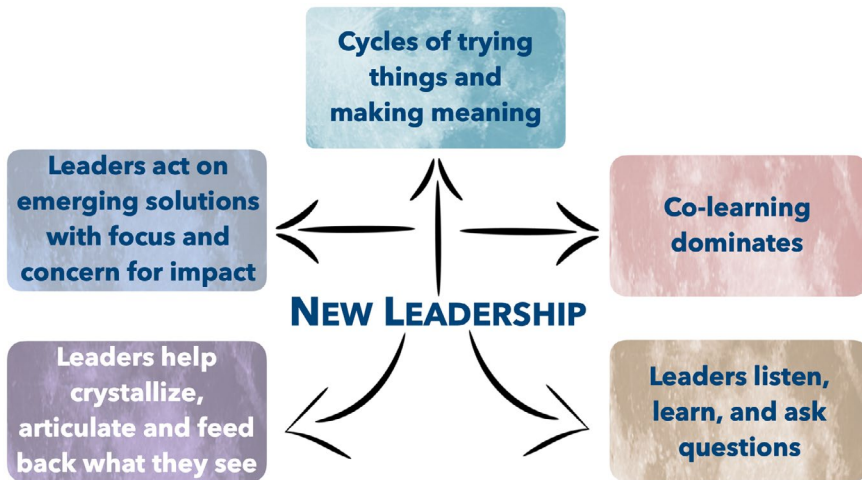 Cycles of trying
things and
making meaning
Leaders act on
emerging solutions
with focus and
concern for impact
Co-learning
dominates
NEW LEADERSHIP
Leaders help
crystallize,
articulate and feed
back what they see
Leaders listen,
learn, and ask
questions